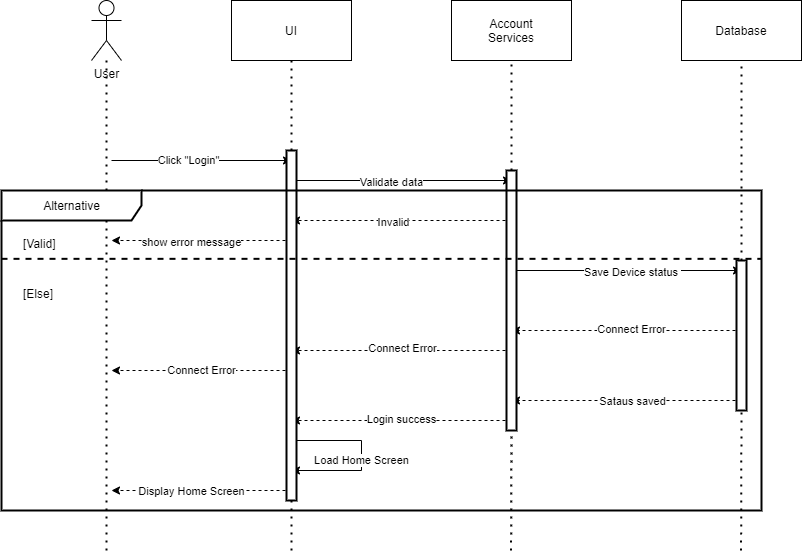 User
UI
Account
Services
Database
Click "Login"
Validate data
Alternative
Invalid
[Valid]
show error message
Save Device status
[Else]
Connect Error
Connect Error
Connect Error
Sataus saved
Login success
Load Home Screen
Display Home Screen